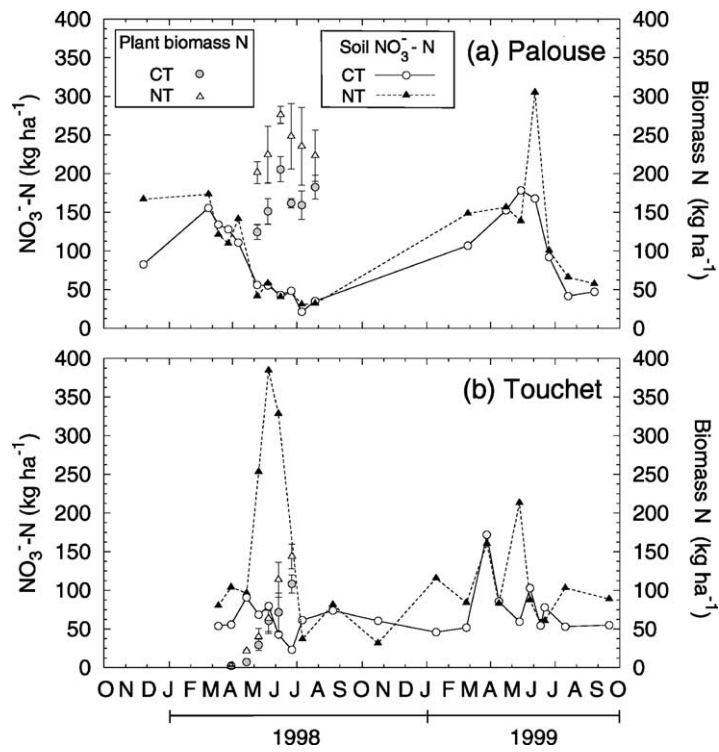 400
350
300
250
200
150
100
50
0
NO₃⁻-N (kg ha⁻¹)
Plant biomass N
CT
NT
Soil NO₃⁻- N
CT
NT
(a) Palouse
400
350
300
250
200
150
100
50
0
Biomass N (kg ha⁻¹)
400
350
300
250
200
150
100
50
0
NO₃⁻-N (kg ha⁻¹)
(b) Touchet
400
350
300
250
200
150
100
50
0
Biomass N (kg ha⁻¹)
O N D J F M A M J J A S O N D J F M A M J J A S O
1998 1999